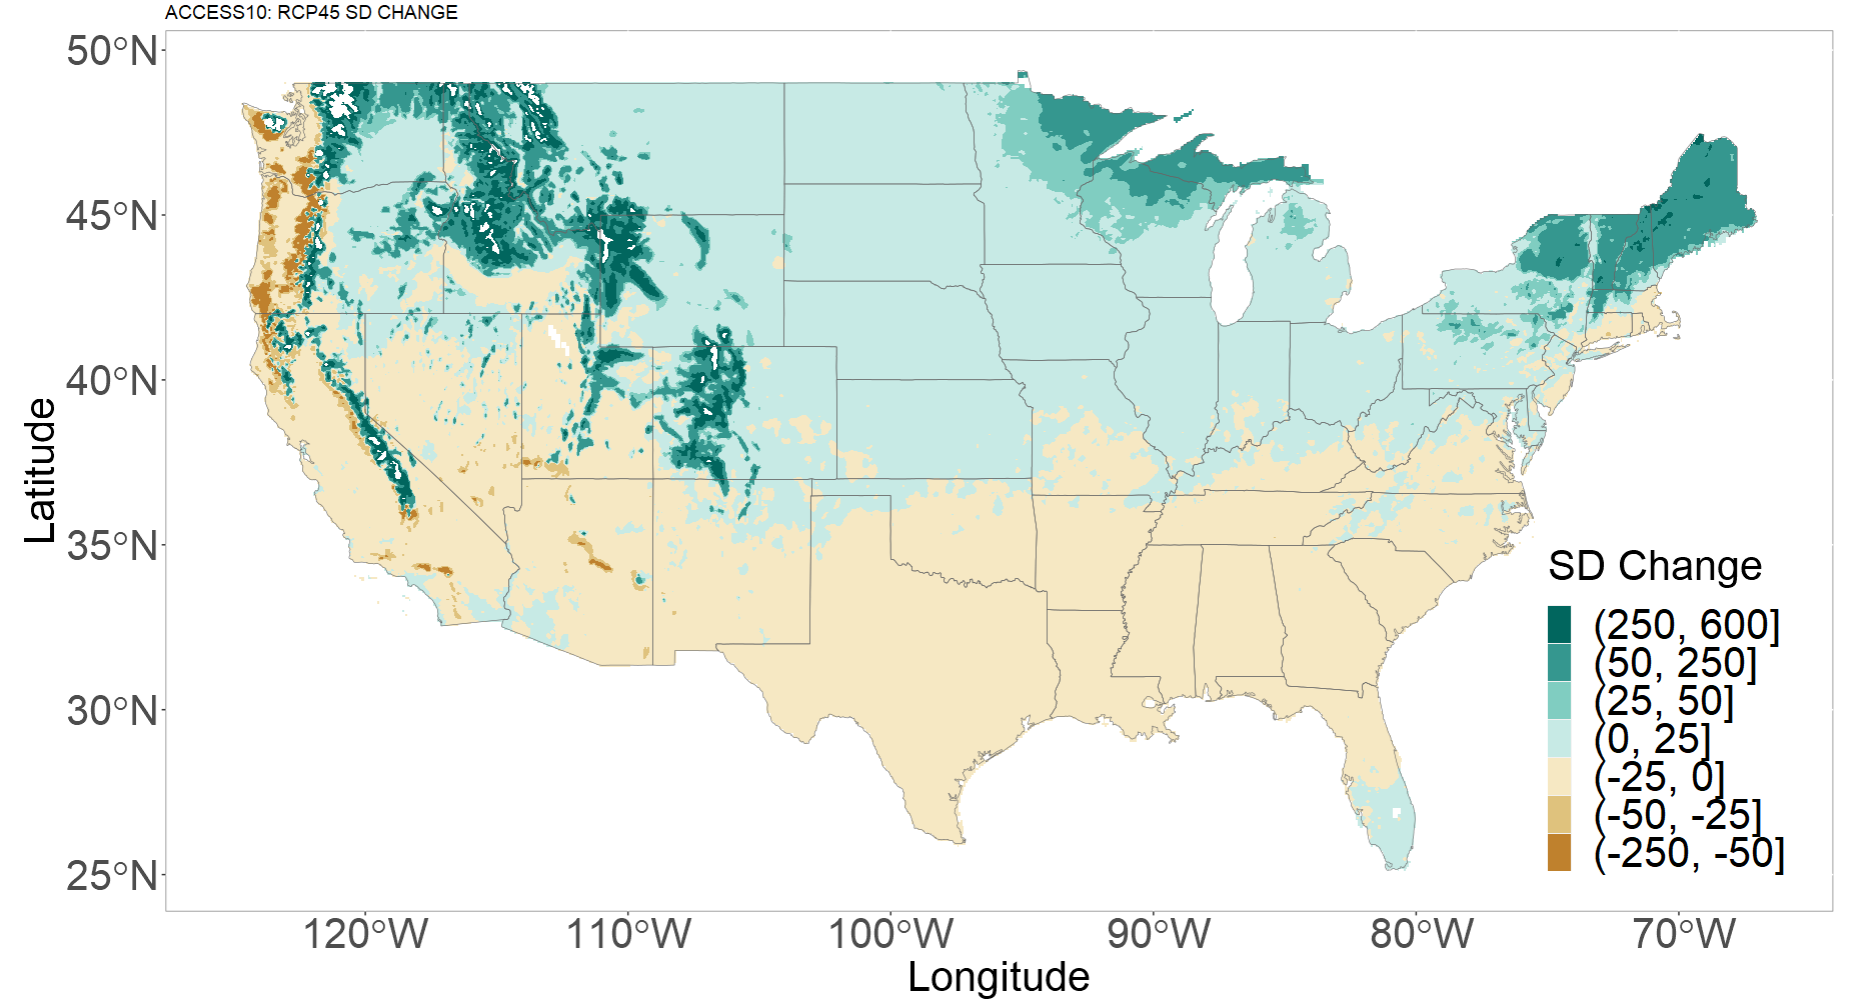 ACCESS10: RCP45 SD CHANGE
50°N
45°N
40°N
35°N
30°N
25°N
Latitude
120°W
110°W
100°W
90°W
80°W
70°W
Longitude
SD Change
(250, 600]
(50, 250]
(25, 50]
(0, 25]
(-25, 0]
(-50, -25]
(-250, -50]